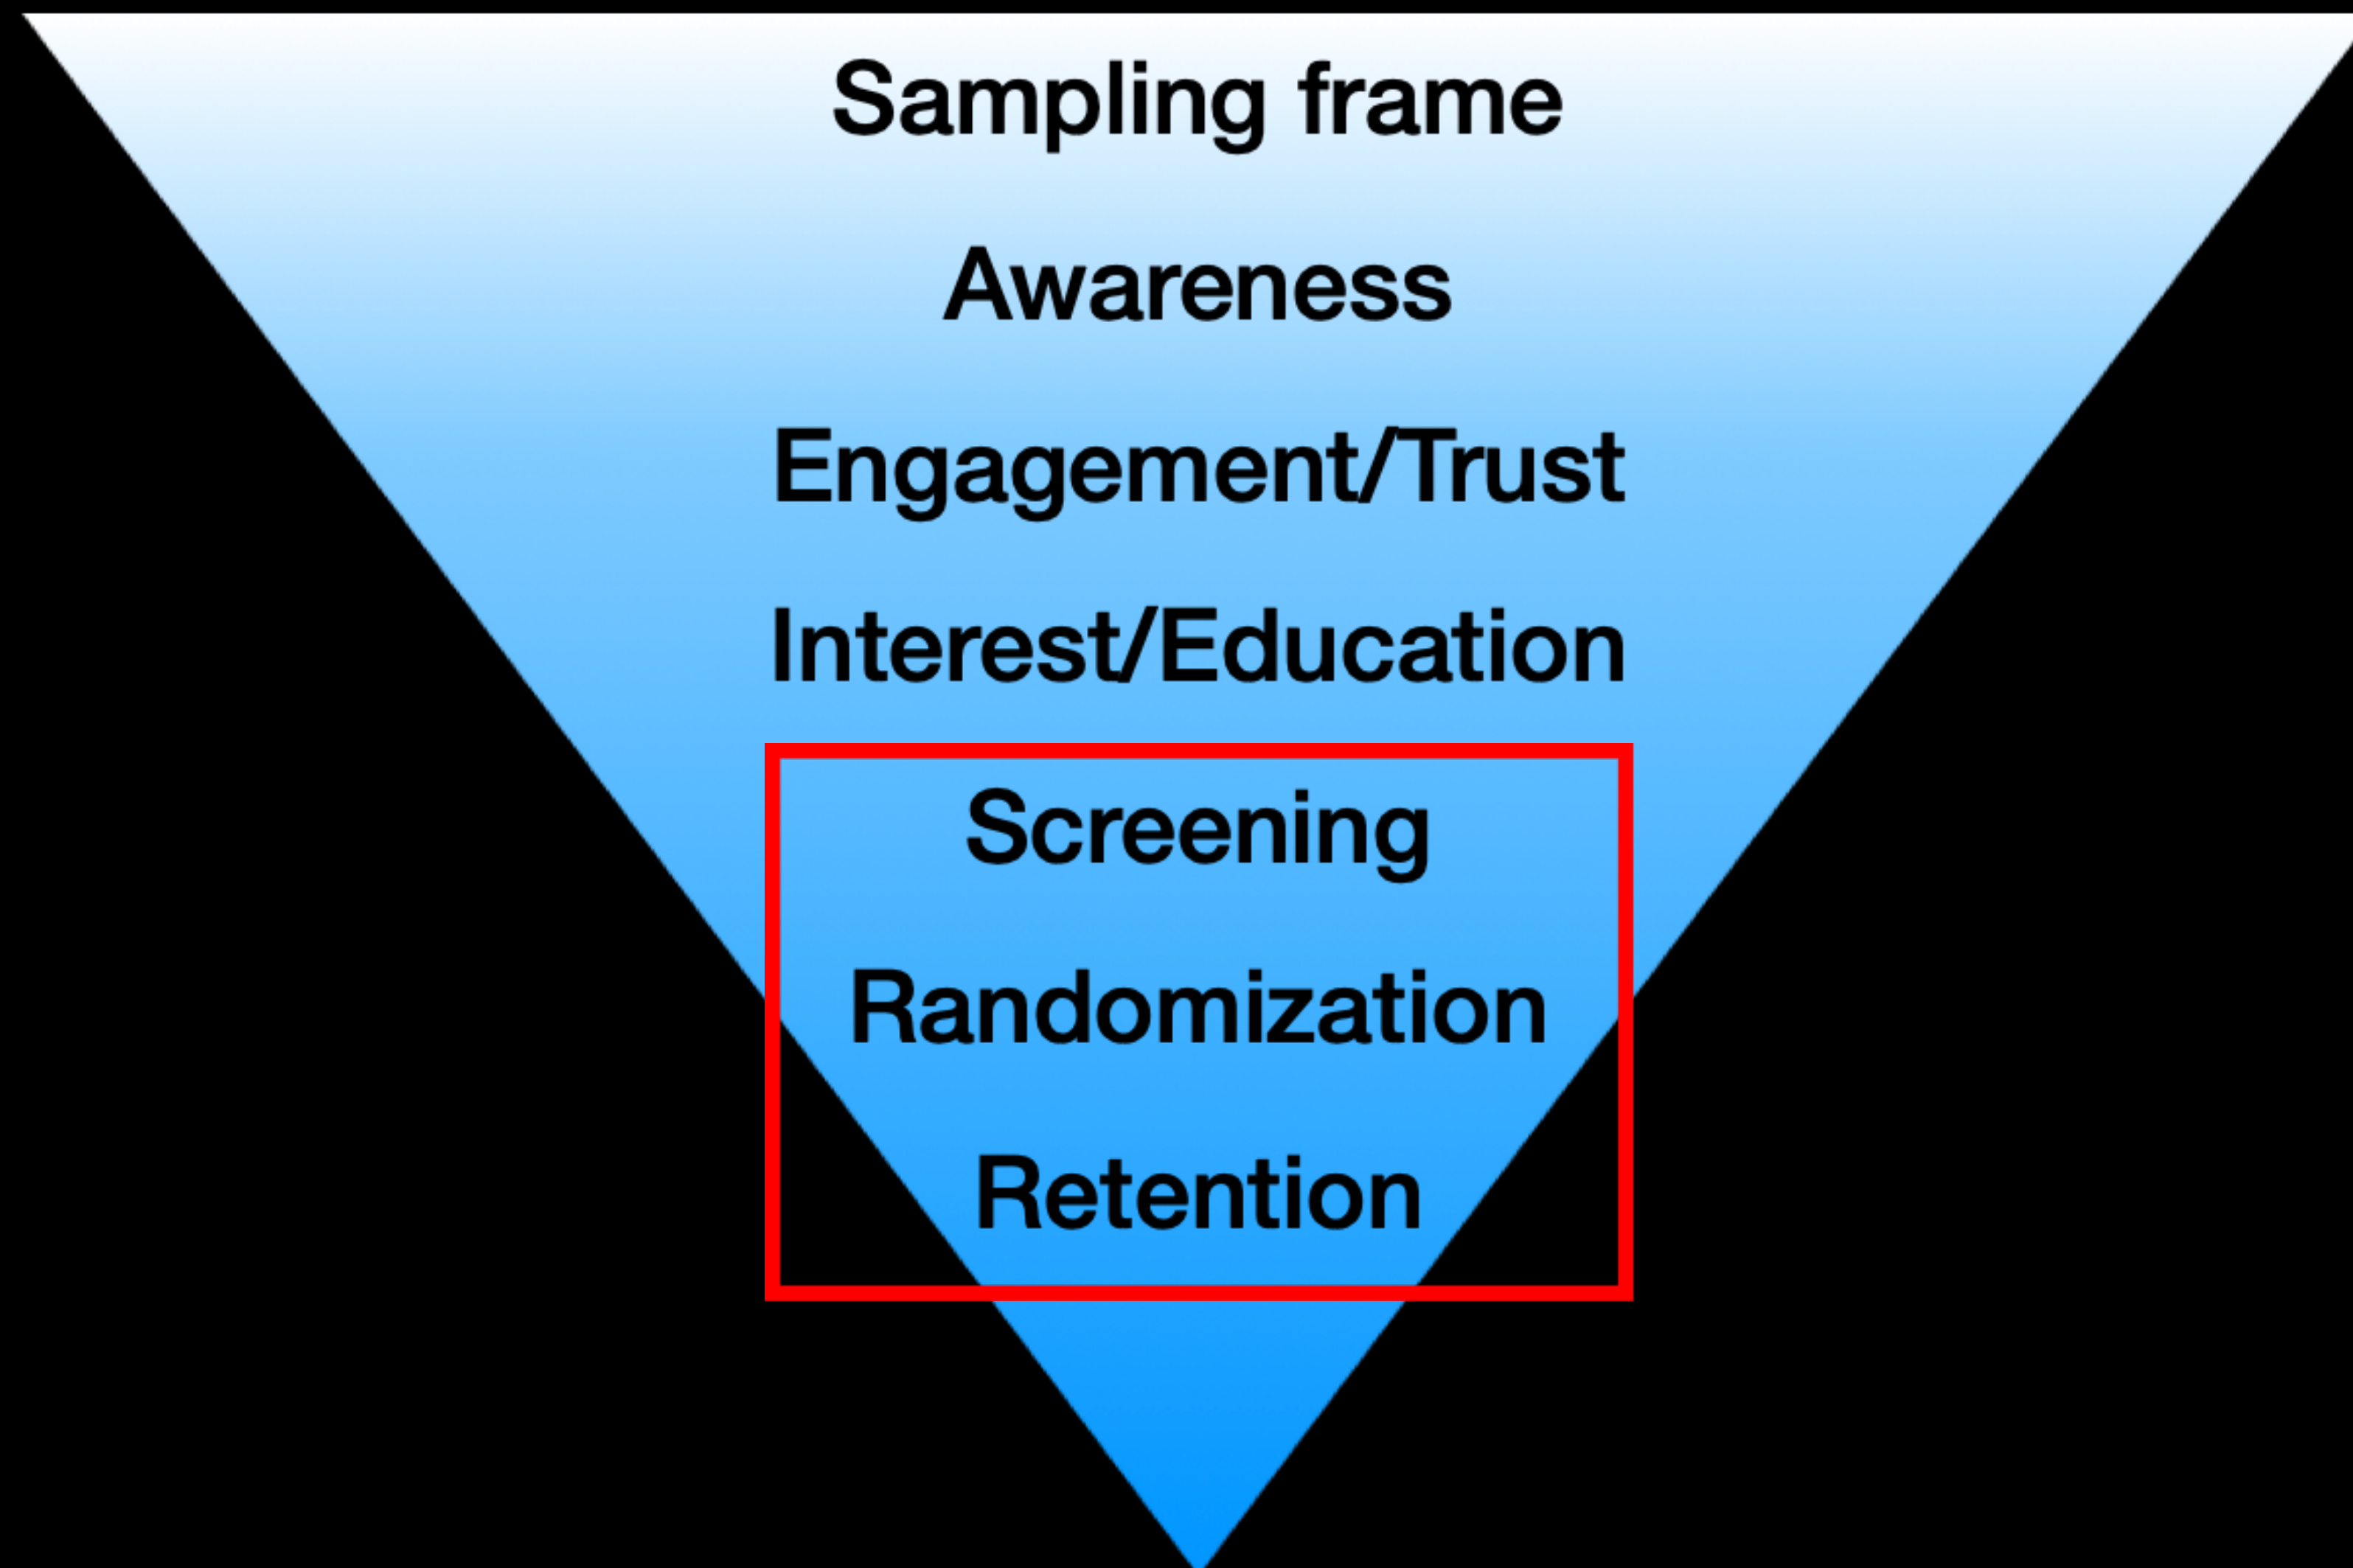 Sampling frame
Awareness
Engagement/Trust
Interest/Education
Screening
Randomization
Retention